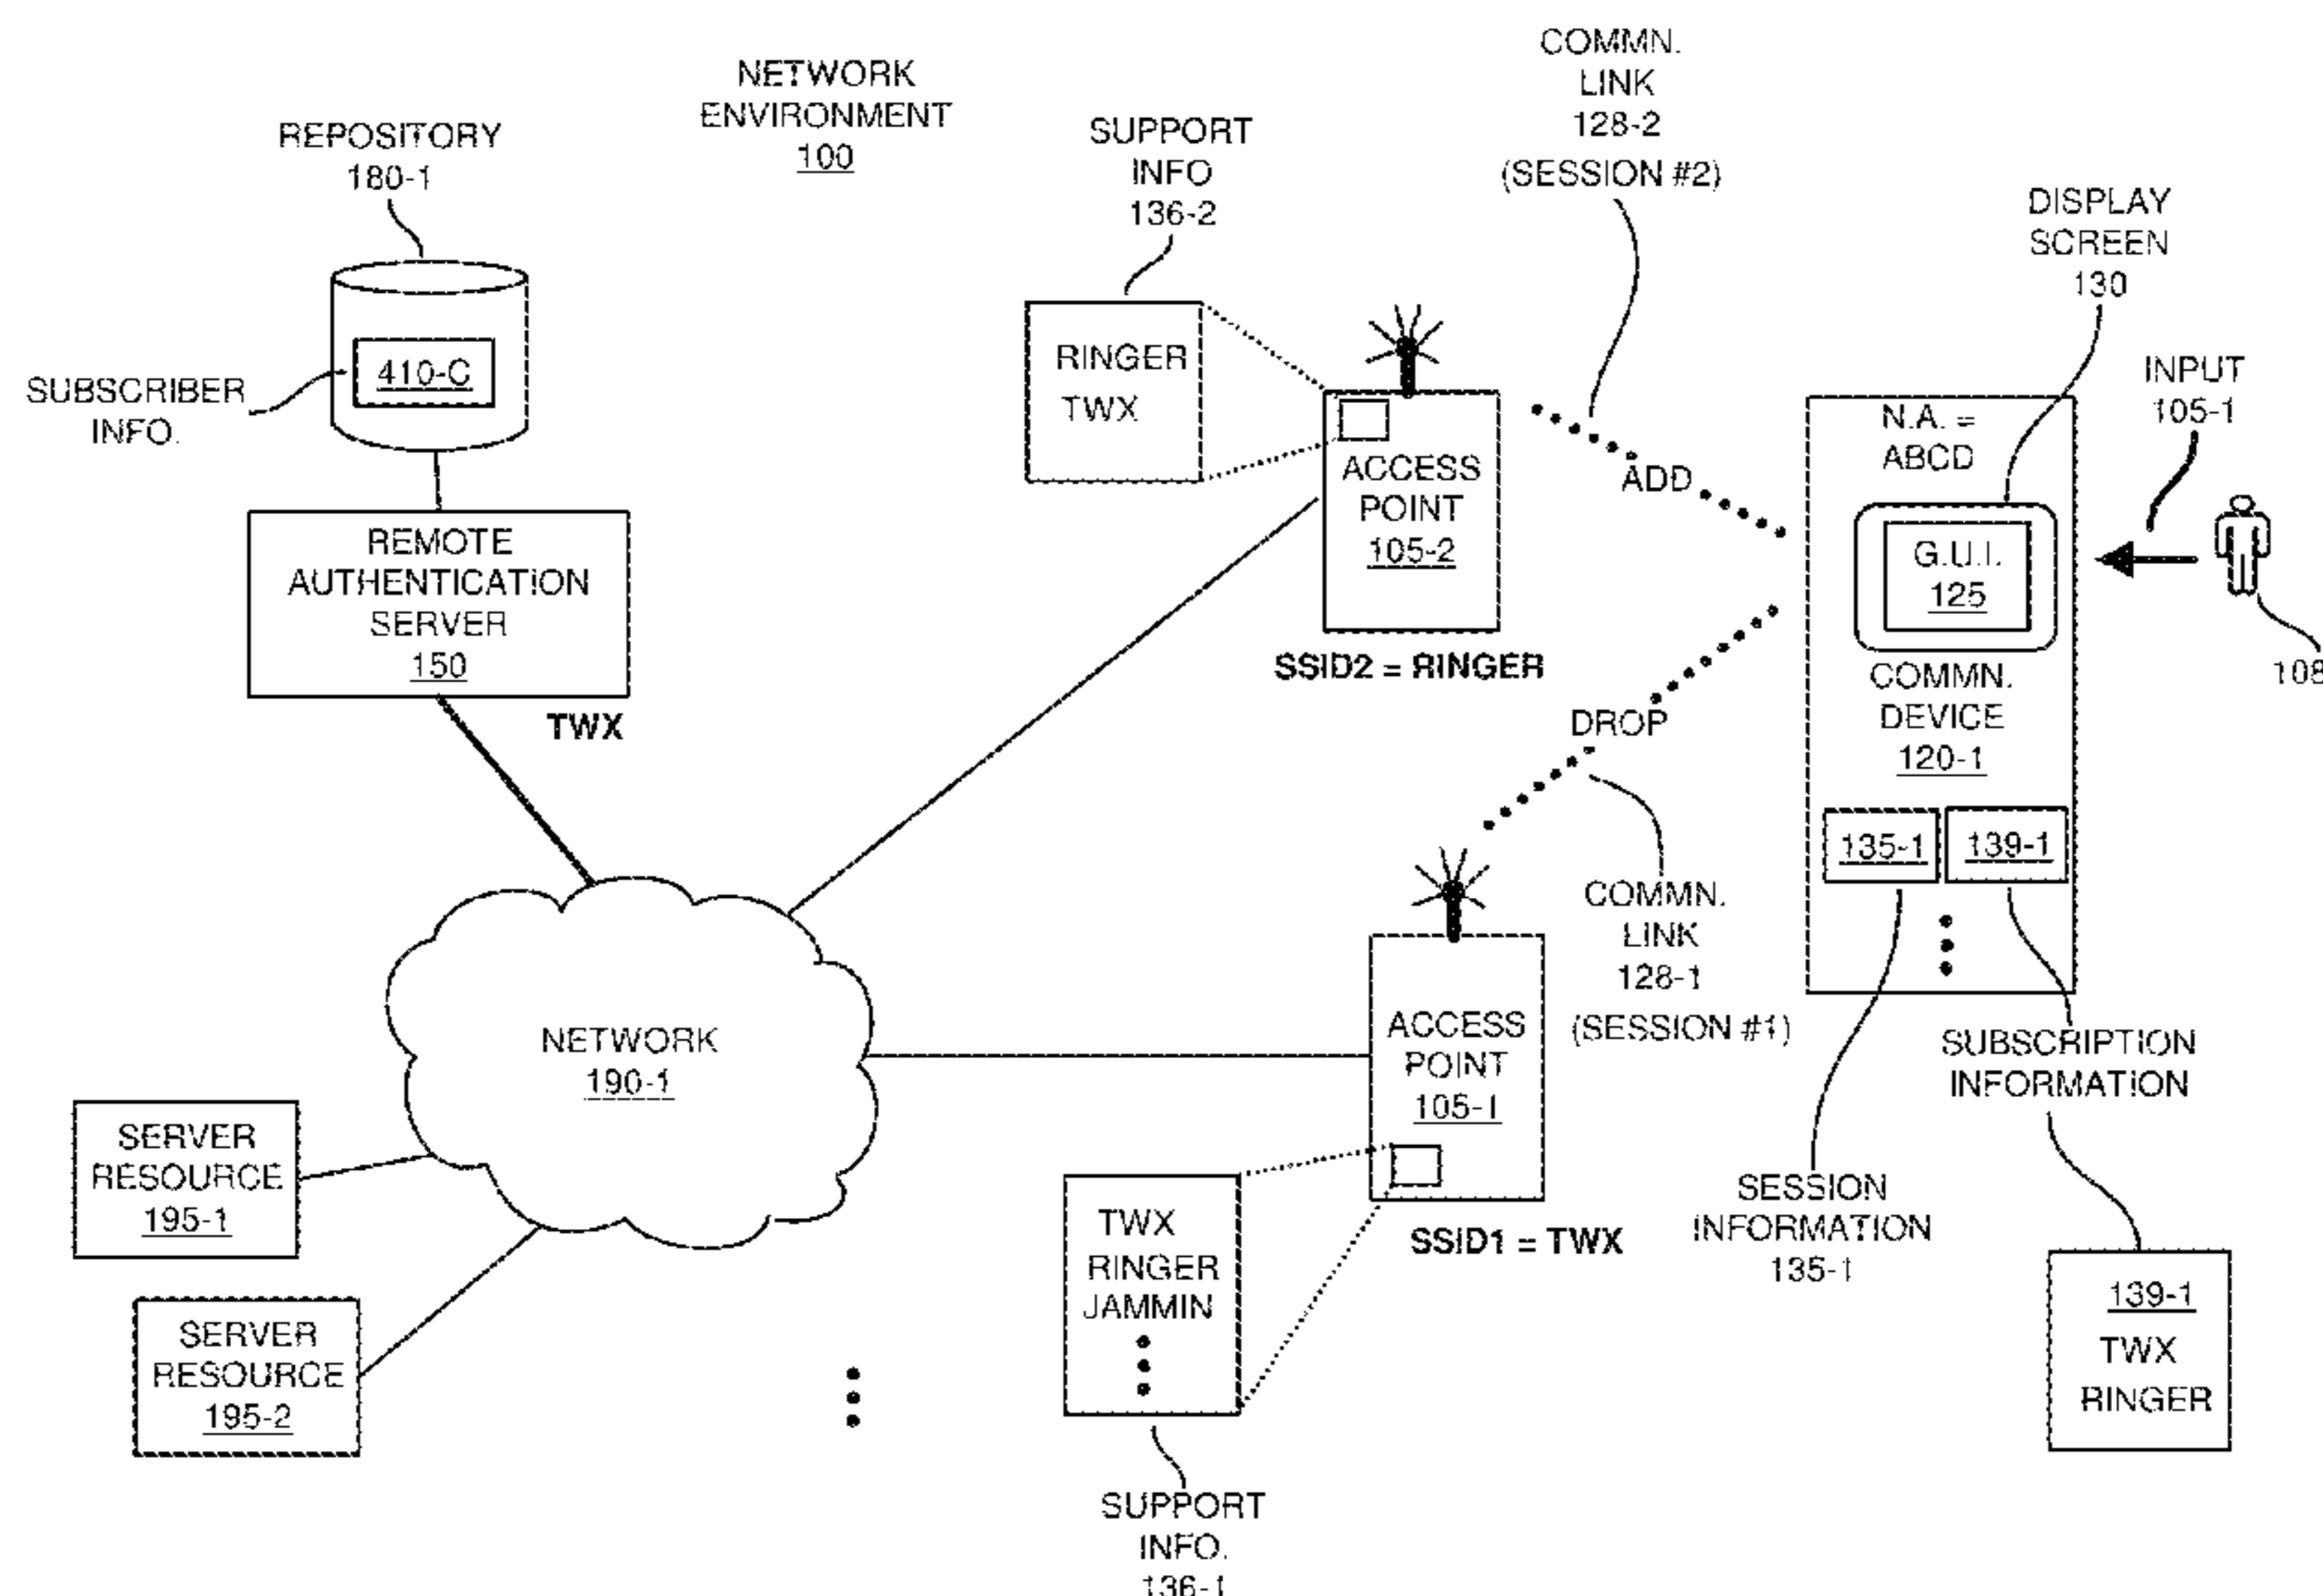 NETWORK
ENVIRONMENT
100
REPOSITORY
180-1
SUBSCRIBER
INFO.
410-C
REMOTE
AUTHENTICATION
SERVER
150
TWX
SUPPORT
INFO
136-2
RINGER
TWX
ACCESS
POINT
105-2
SSID2 = RINGER
COMMN.
LINK
128-2
(SESSION #2)
ADD
DROP
DISPLAY
SCREEN
130
INPUT
105-1
N.A. =
ABCD
G.U.I.
125
COMMN.
DEVICE
120-1
108
135-1
139-1
COMMN.
LINK
128-1
(SESSION #1)
NETWORK
190-1
ACCESS
POINT
105-1
SSID1 = TWX
SERVER
RESOURCE
195-1
SERVER
RESOURCE
195-2
TWX
RINGER
JAMMIN
SUPPORT
INFO.
136-1
SESSION
INFORMATION
135-1
SUBSCRIPTION
INFORMATION
139-1
TWX
RINGER